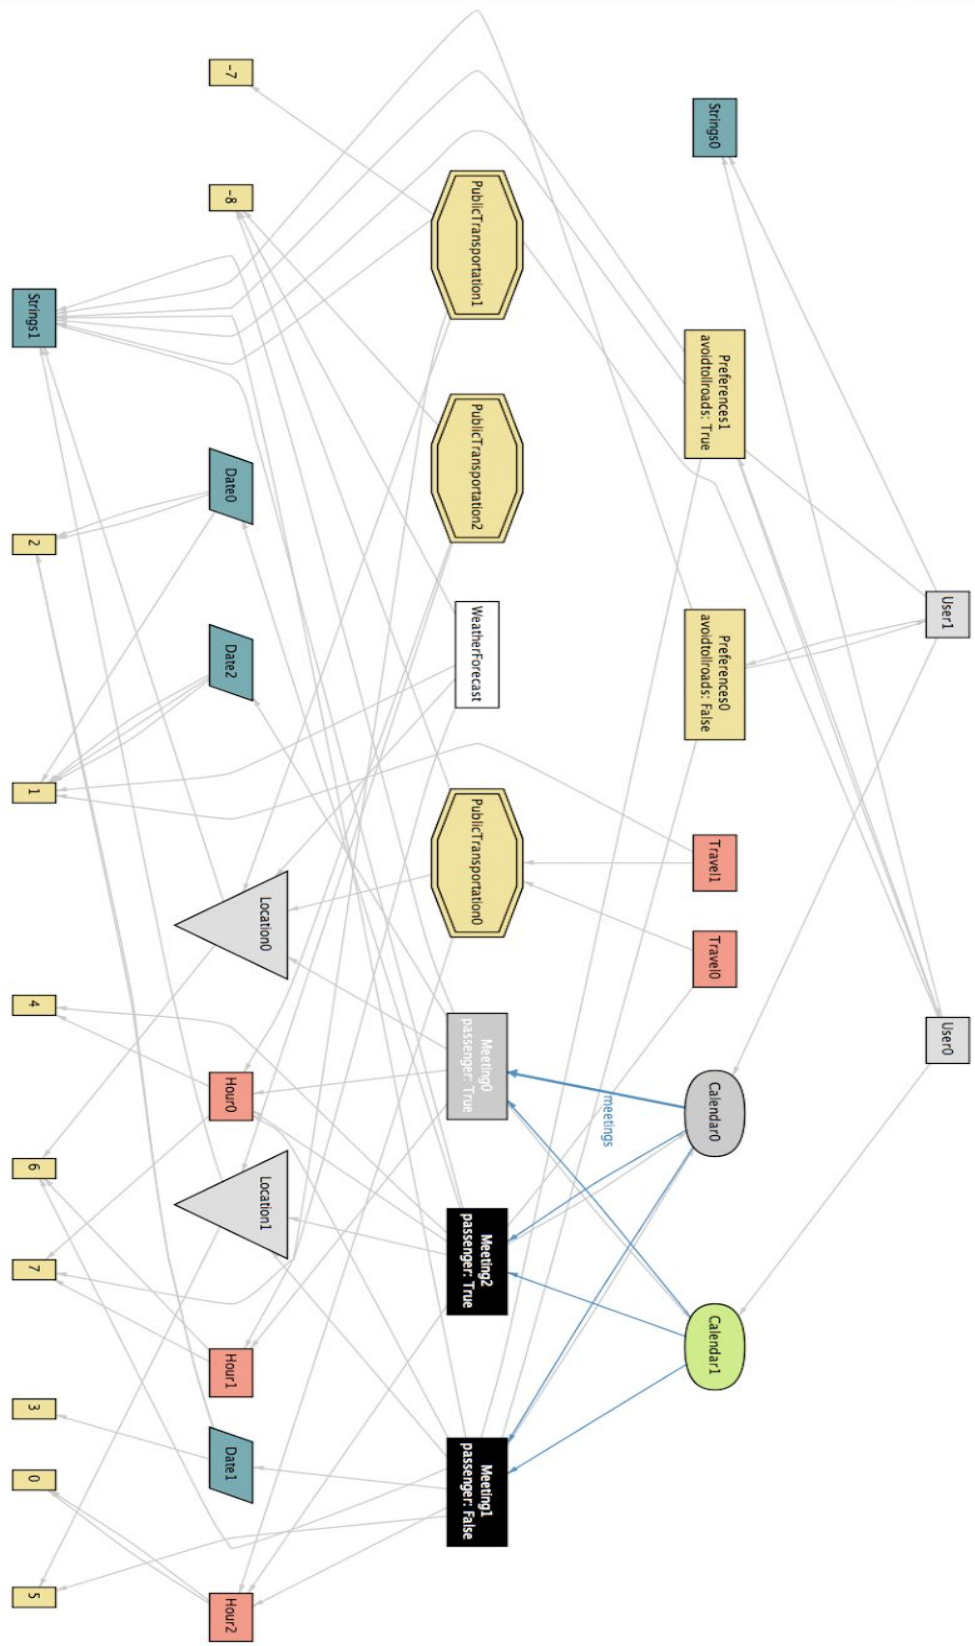 User1
User0
Strings0
Preferences1
avoidtollroads: True
Preferences0
avoidtollroads: False
Travel1
Travel0
Calendar0
Calendar1
meetings
PublicTransportation1
PublicTransportation2
WeatherForecast
PublicTransportation0
Meeting0
passenger: True
Meeting2
passenger: True
Meeting1
passenger: False
-7
-8
Date0
Date2
Location0
Hour0
Location1
Hour1
Date1
Hour2
Strings1
2
1
4
6
7
3
0
5